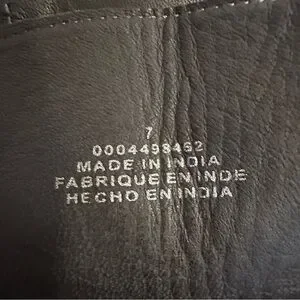 7
0004498462
MADE IN INDIA
FABRIQUE EN INDE
HECHO EN INDIA